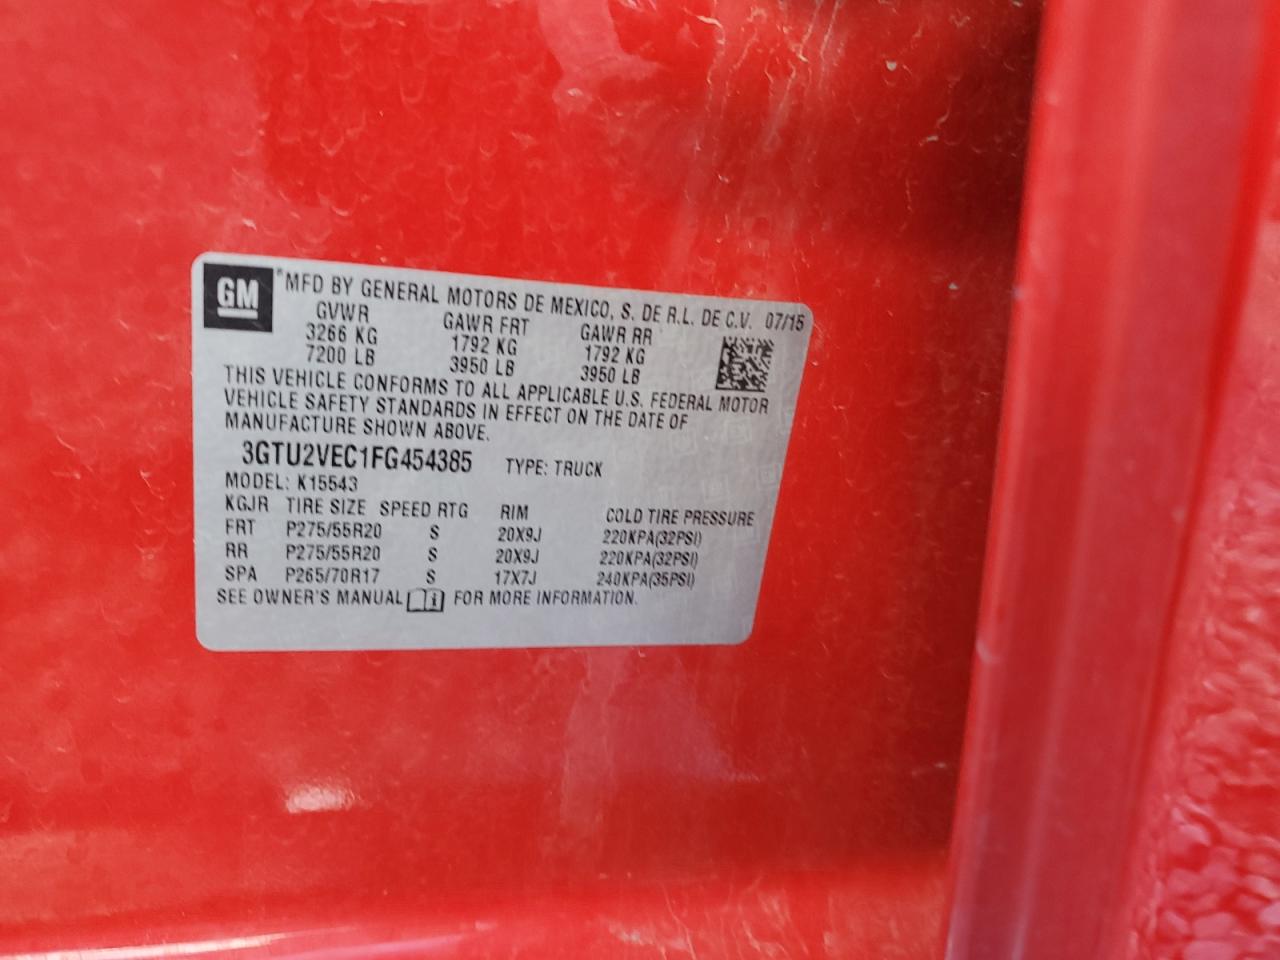 GM
MFD BY GENERAL MOTORS DE MEXICO, S. DE R.L. DE C.V. 07/15
GVWR GAWR FRT GAWR RR
3266 KG 1792 KG 1792 KG
7200 LB 3950 LB 3950 LB
THIS VEHICLE CONFORMS TO ALL APPLICABLE U.S. FEDERAL MOTOR
VEHICLE SAFETY STANDARDS IN EFFECT ON THE DATE OF
MANUFACTURE SHOWN ABOVE.
3GTU2VEC1FG454385 TYPE: TRUCK
MODEL: K15543
KGJR TIRE SIZE SPEED RTG RIM COLD TIRE PRESSURE
FRT P275/55R20 S 20X9J 220KPA(32PSI)
RR P275/55R20 S 20X9J 220KPA(32PSI)
SPA P265/70R17 S 17X7J 240KPA(35PSI)
SEE OWNER'S MANUAL i FOR MORE INFORMATION.